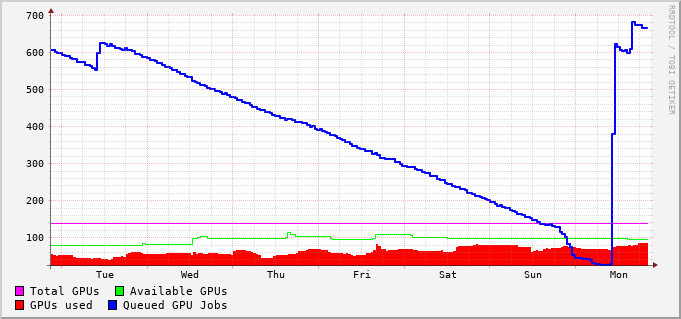 700
600
500
400
300
200
100
Tue Wed Thu Fri Sat Sun Mon
Total GPUs Available GPUs
GPUs used Queued GPU Jobs
RRDTOOL / TOBI OETIKER